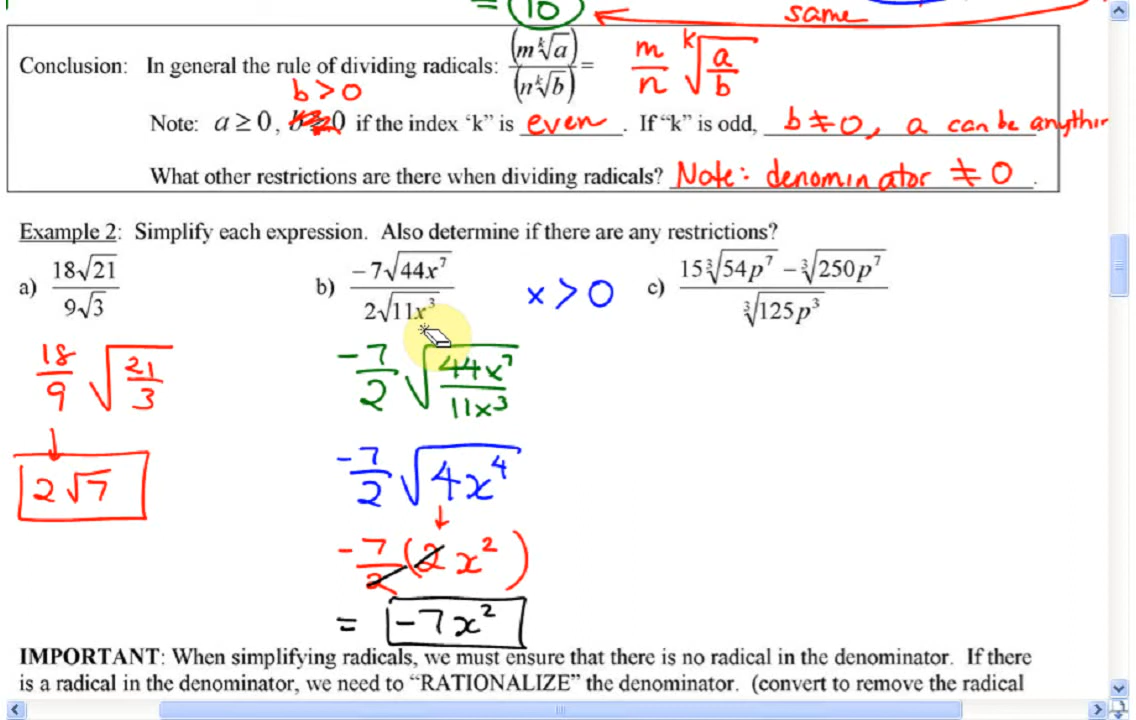 = 10 same
Conclusion: In general the rule of dividing radicals: (m ᵏ√a)/(n ᵏ√b) = m/n ᵏ√(a/b)
b > 0
Note: a ≥ 0, 0 if the index ‘k’ is even. If “k” is odd, b ≠ 0, a can be anythin
What other restrictions are there when dividing radicals? Note: denominator ≠ 0.
Example 2: Simplify each expression. Also determine if there are any restrictions?
a) 18√21 / 9√3 b) -7√44x⁷ / 2√11x³ x > 0 c) 15∛54p⁷ - ∛250p⁷ / ∛125p³
18/9 √(21/3) -7/2 √(44x⁷/11x³)
2√7 -7/2 √4x⁴
-7/2 (2x²)
= -7x²
IMPORTANT: When simplifying radicals, we must ensure that there is no radical in the denominator. If there
is a radical in the denominator, we need to “RATIONALIZE” the denominator. (convert to remove the radical